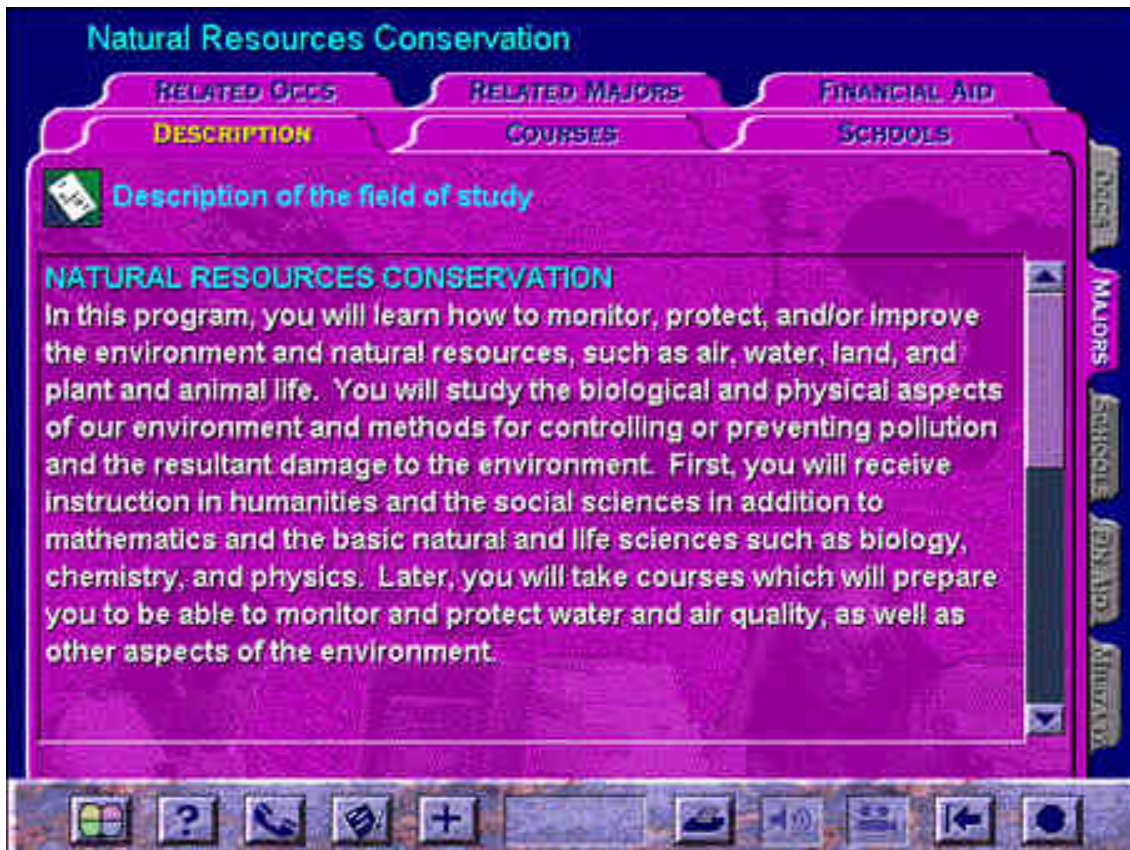 Natural Resources Conservation
RELATED OCCS RELATED MAJORS FINANCIAL AID
DESCRIPTION COURSES SCHOOLS
Description of the field of study
NATURAL RESOURCES CONSERVATION
In this program, you will learn how to monitor, protect, and/or improve
the environment and natural resources, such as air, water, land, and
plant and animal life.  You will study the biological and physical aspects
of our environment and methods for controlling or preventing pollution
and the resultant damage to the environment.  First, you will receive
instruction in humanities and the social sciences in addition to
mathematics and the basic natural and life sciences such as biology,
chemistry, and physics.  Later, you will take courses which will prepare
you to be able to monitor and protect water and air quality, as well as
other aspects of the environment.
OCCS
MAJORS
SCHOOLS
FIN AID
MILITARY
?